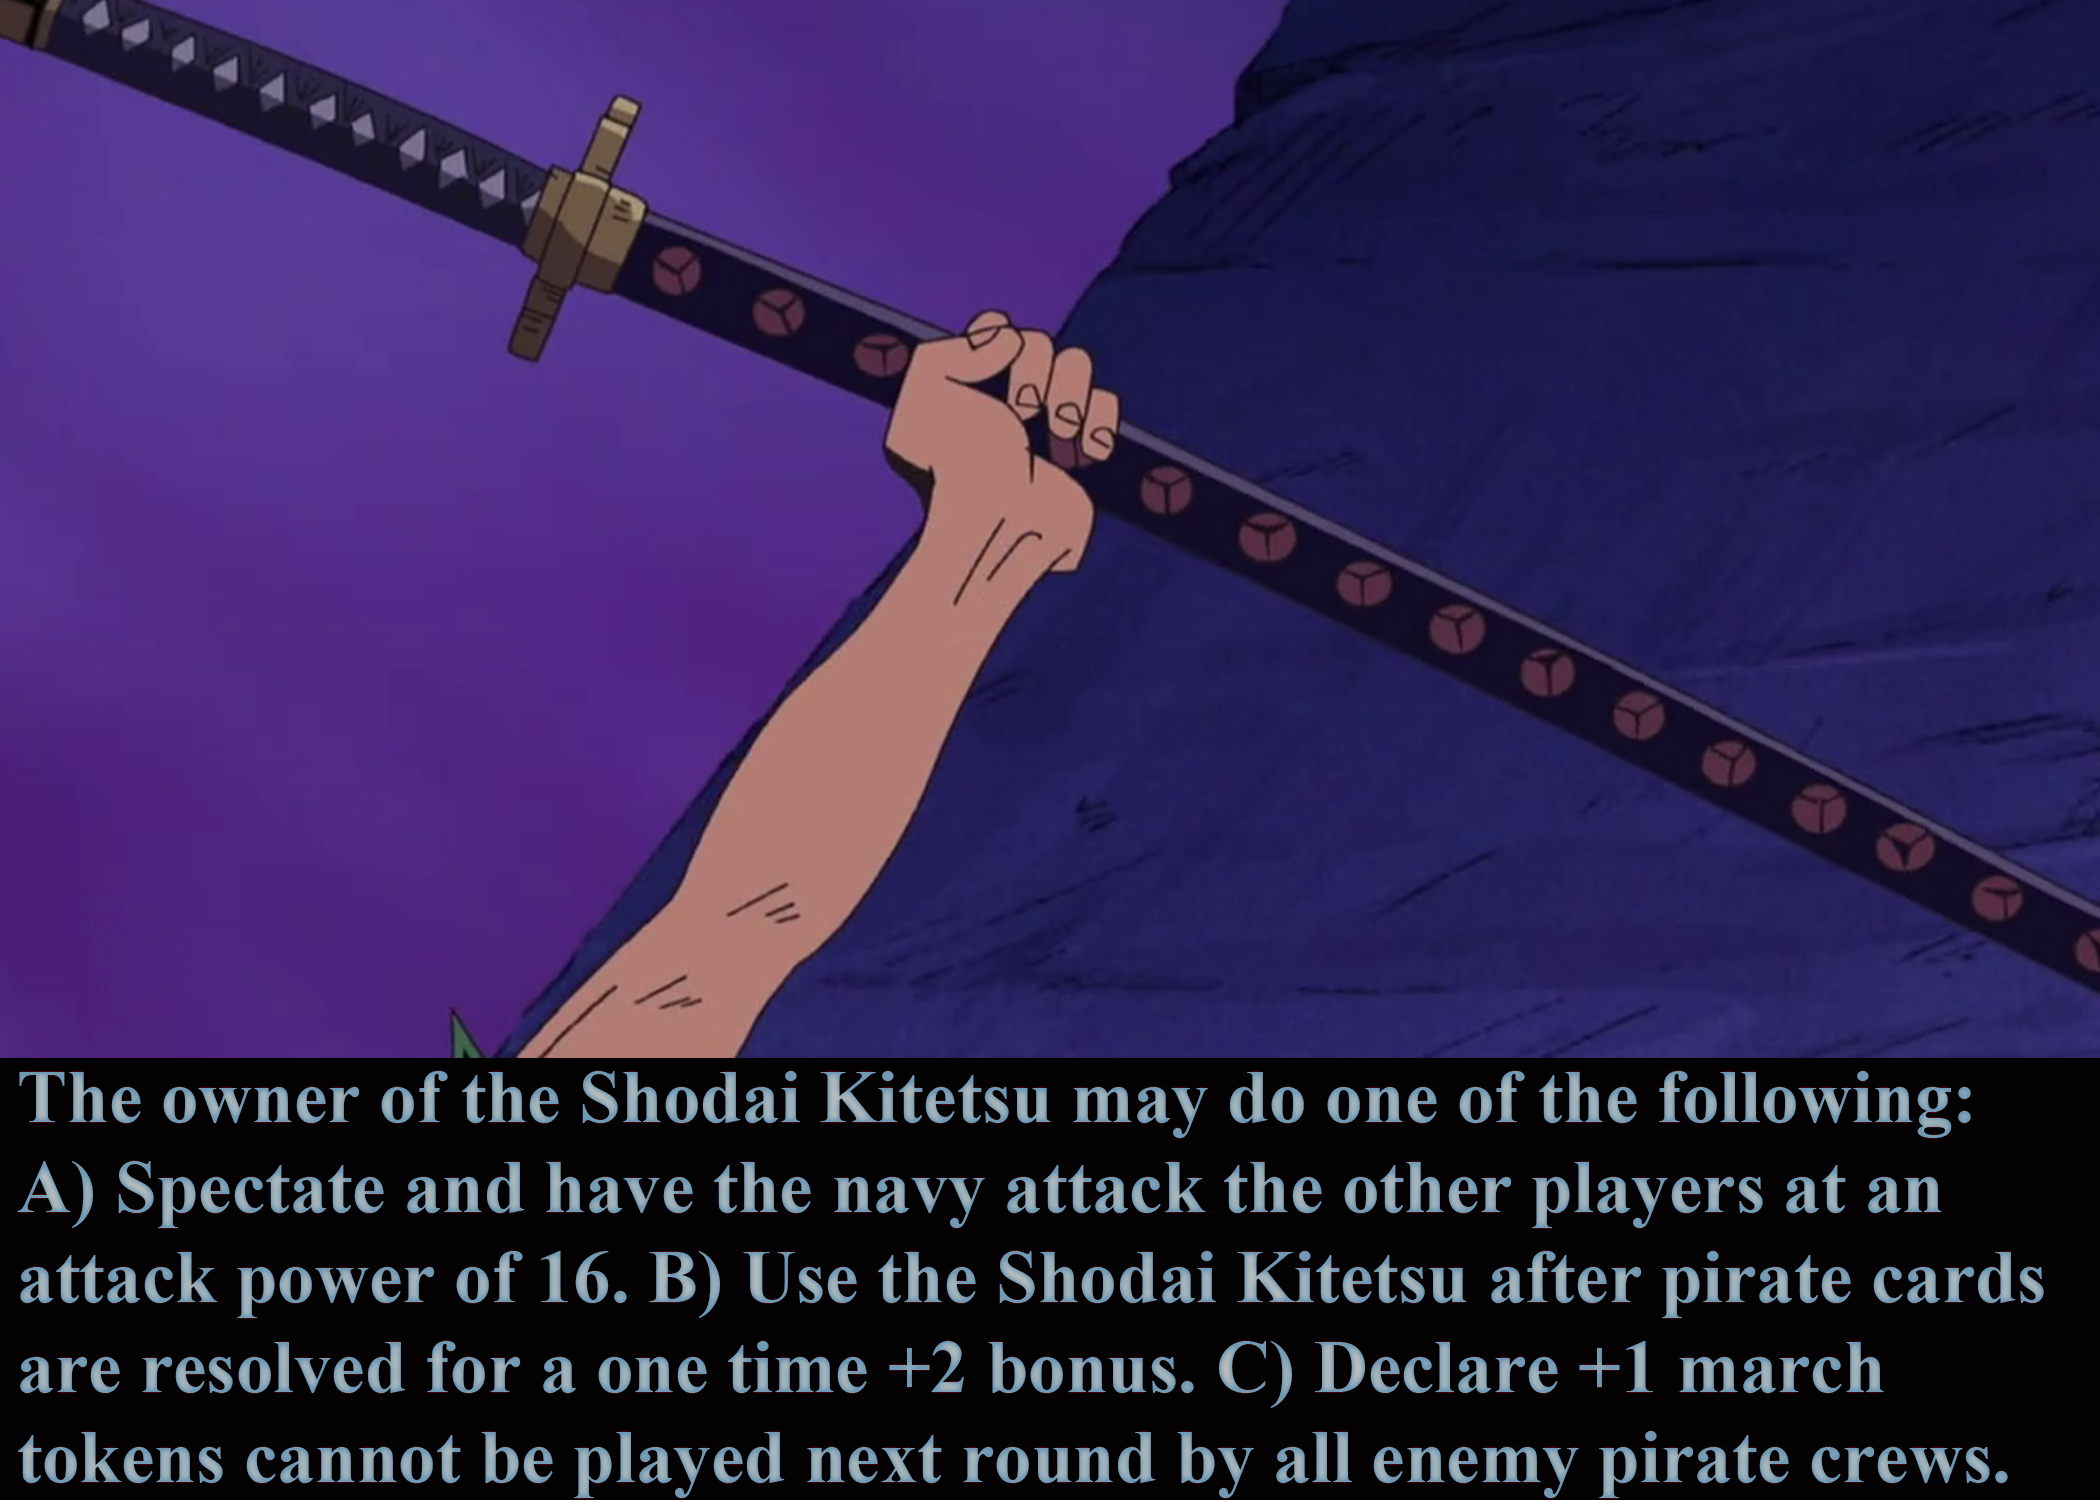 The owner of the Shodai Kitetsu may do one of the following:
A) Spectate and have the navy attack the other players at an
attack power of 16. B) Use the Shodai Kitetsu after pirate cards
are resolved for a one time +2 bonus. C) Declare +1 march
tokens cannot be played next round by all enemy pirate crews.